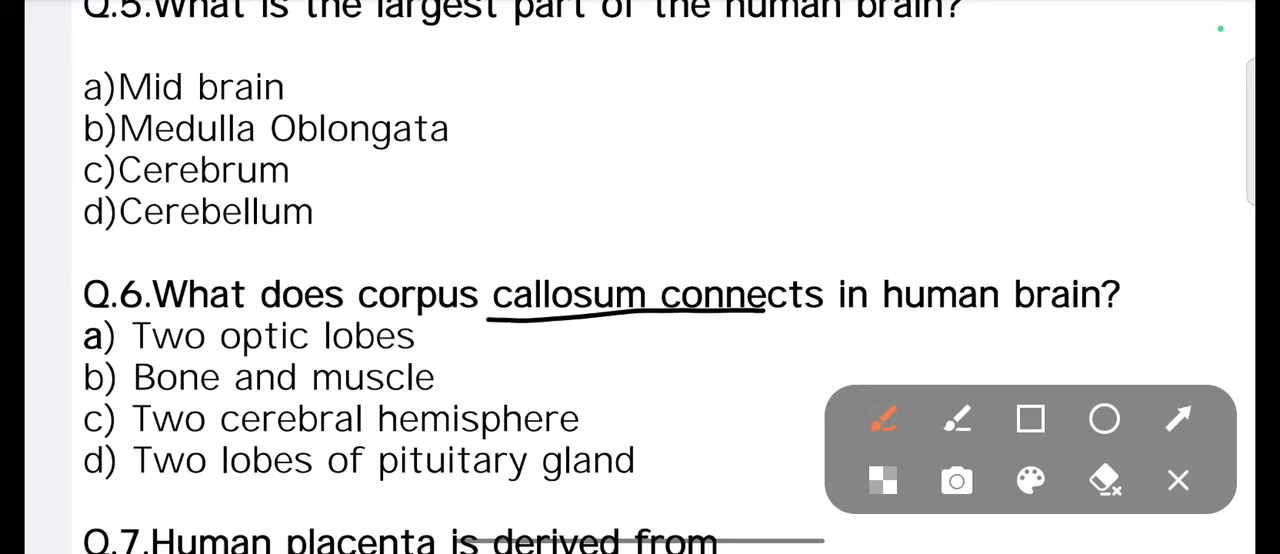 Q.5.What is the largest part of the human brain?
a)Mid brain
b)Medulla Oblongata
c)Cerebrum
d)Cerebellum
Q.6.What does corpus callosum connects in human brain?
a) Two optic lobes
b) Bone and muscle
c) Two cerebral hemisphere
d) Two lobes of pituitary gland
Q.7.Human placenta is derived from